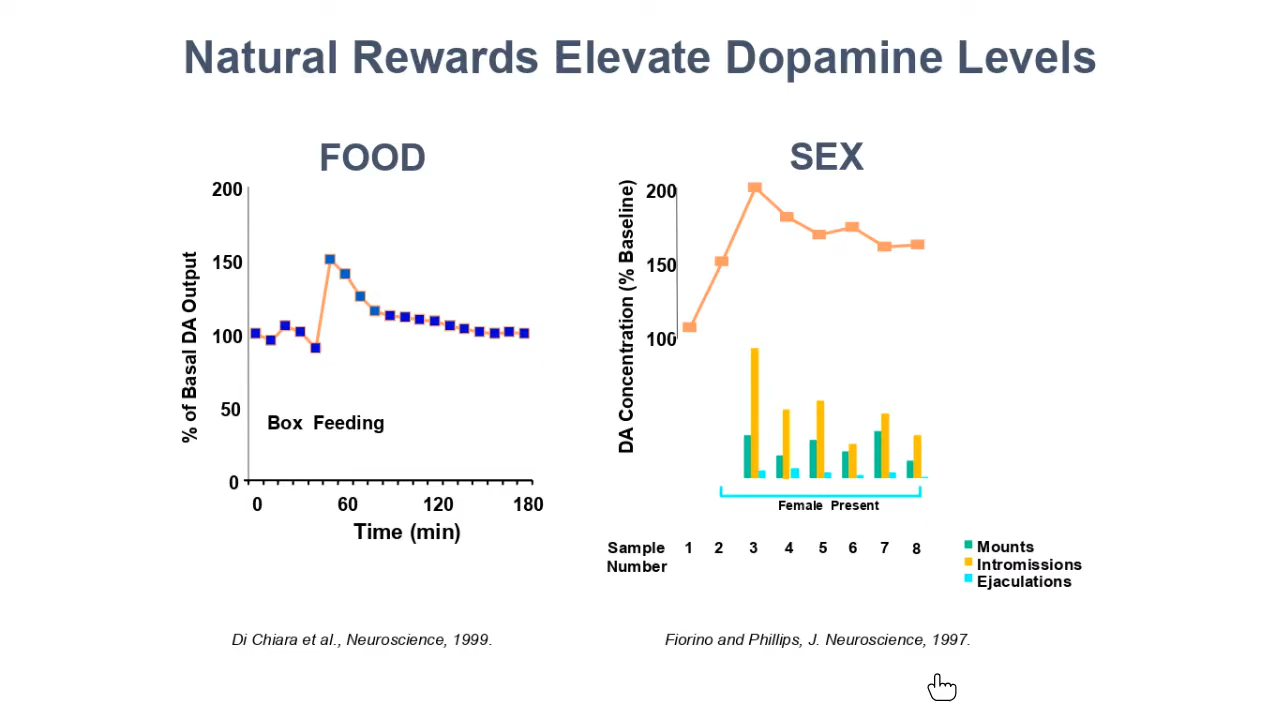 Natural Rewards Elevate Dopamine Levels
FOOD
% of Basal DA Output
200
150
100
50
0
Box Feeding
0 60 120 180
Time (min)
Di Chiara et al., Neuroscience, 1999.
SEX
DA Concentration (% Baseline)
200
150
100
Female Present
Sample
Number
1 2 3 4 5 6 7 8
Mounts
Intromissions
Ejaculations
Fiorino and Phillips, J. Neuroscience, 1997.